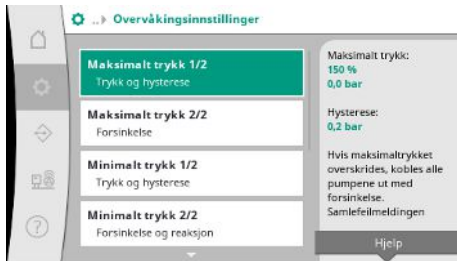 ..▸ Overvåkingsinnstillinger
Maksimalt trykk 1/2
Trykk og hysterese
Maksimalt trykk 2/2
Forsinkelse
Minimalt trykk 1/2
Trykk og hysterese
Minimalt trykk 2/2
Forsinkelse og reaksjon
Maksimalt trykk:
150 %
0,0 bar
Hysterese:
0,2 bar
Hvis maksimaltrykket
overskrides, kobles alle
pumpene ut med
forsinkelse.
Samlefeilmeldingen
Hjelp